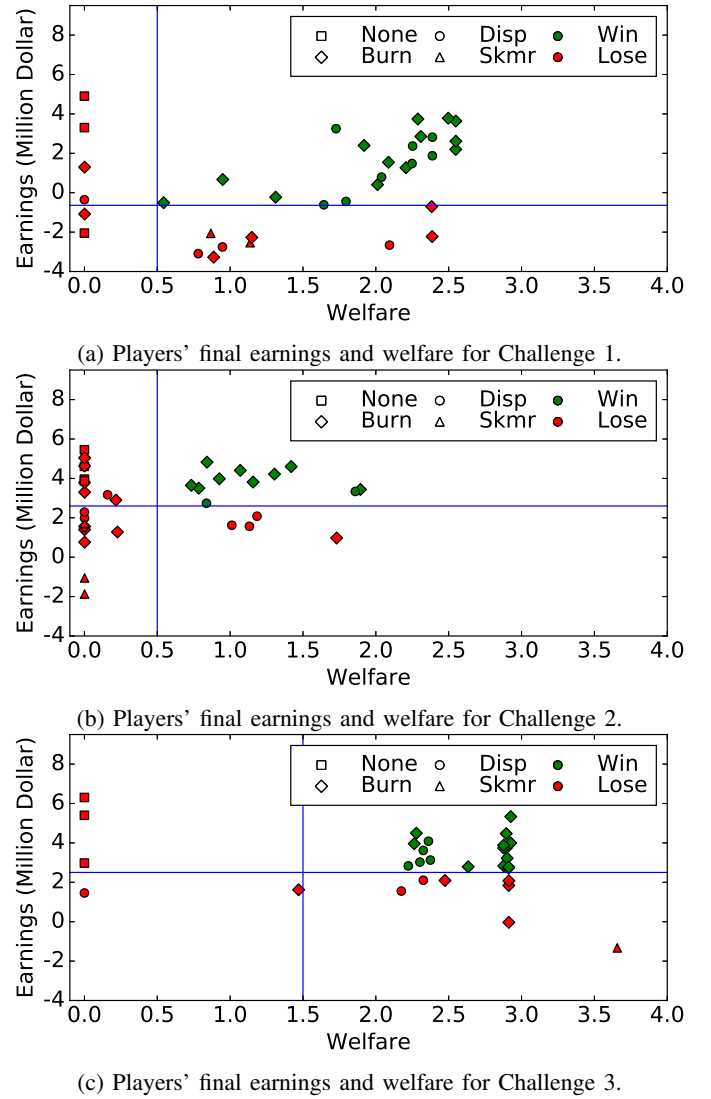 Earnings (Million Dollar)
8
6
4
2
0
-2
-4
None Disp Win
Burn Skmr Lose
0.0 0.5 1.0 1.5 2.0 2.5 3.0 3.5 4.0
Welfare
(a) Players’ final earnings and welfare for Challenge 1.
Earnings (Million Dollar)
8
6
4
2
0
-2
-4
None Disp Win
Burn Skmr Lose
0.0 0.5 1.0 1.5 2.0 2.5 3.0 3.5 4.0
Welfare
(b) Players’ final earnings and welfare for Challenge 2.
Earnings (Million Dollar)
8
6
4
2
0
-2
-4
None Disp Win
Burn Skmr Lose
0.0 0.5 1.0 1.5 2.0 2.5 3.0 3.5 4.0
Welfare
(c) Players’ final earnings and welfare for Challenge 3.